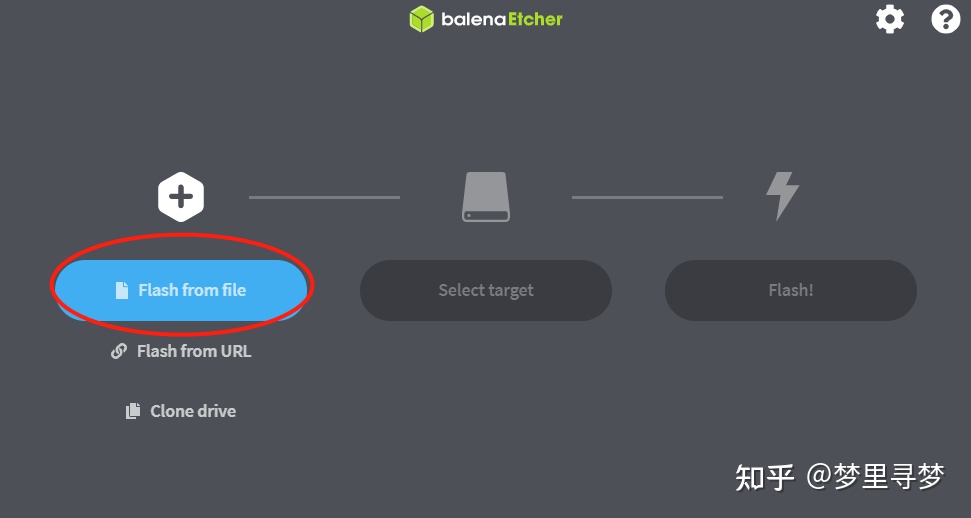 balenaEtcher
Flash from file
Select target
Flash!
Flash from URL
Clone drive
知乎 @梦里寻梦